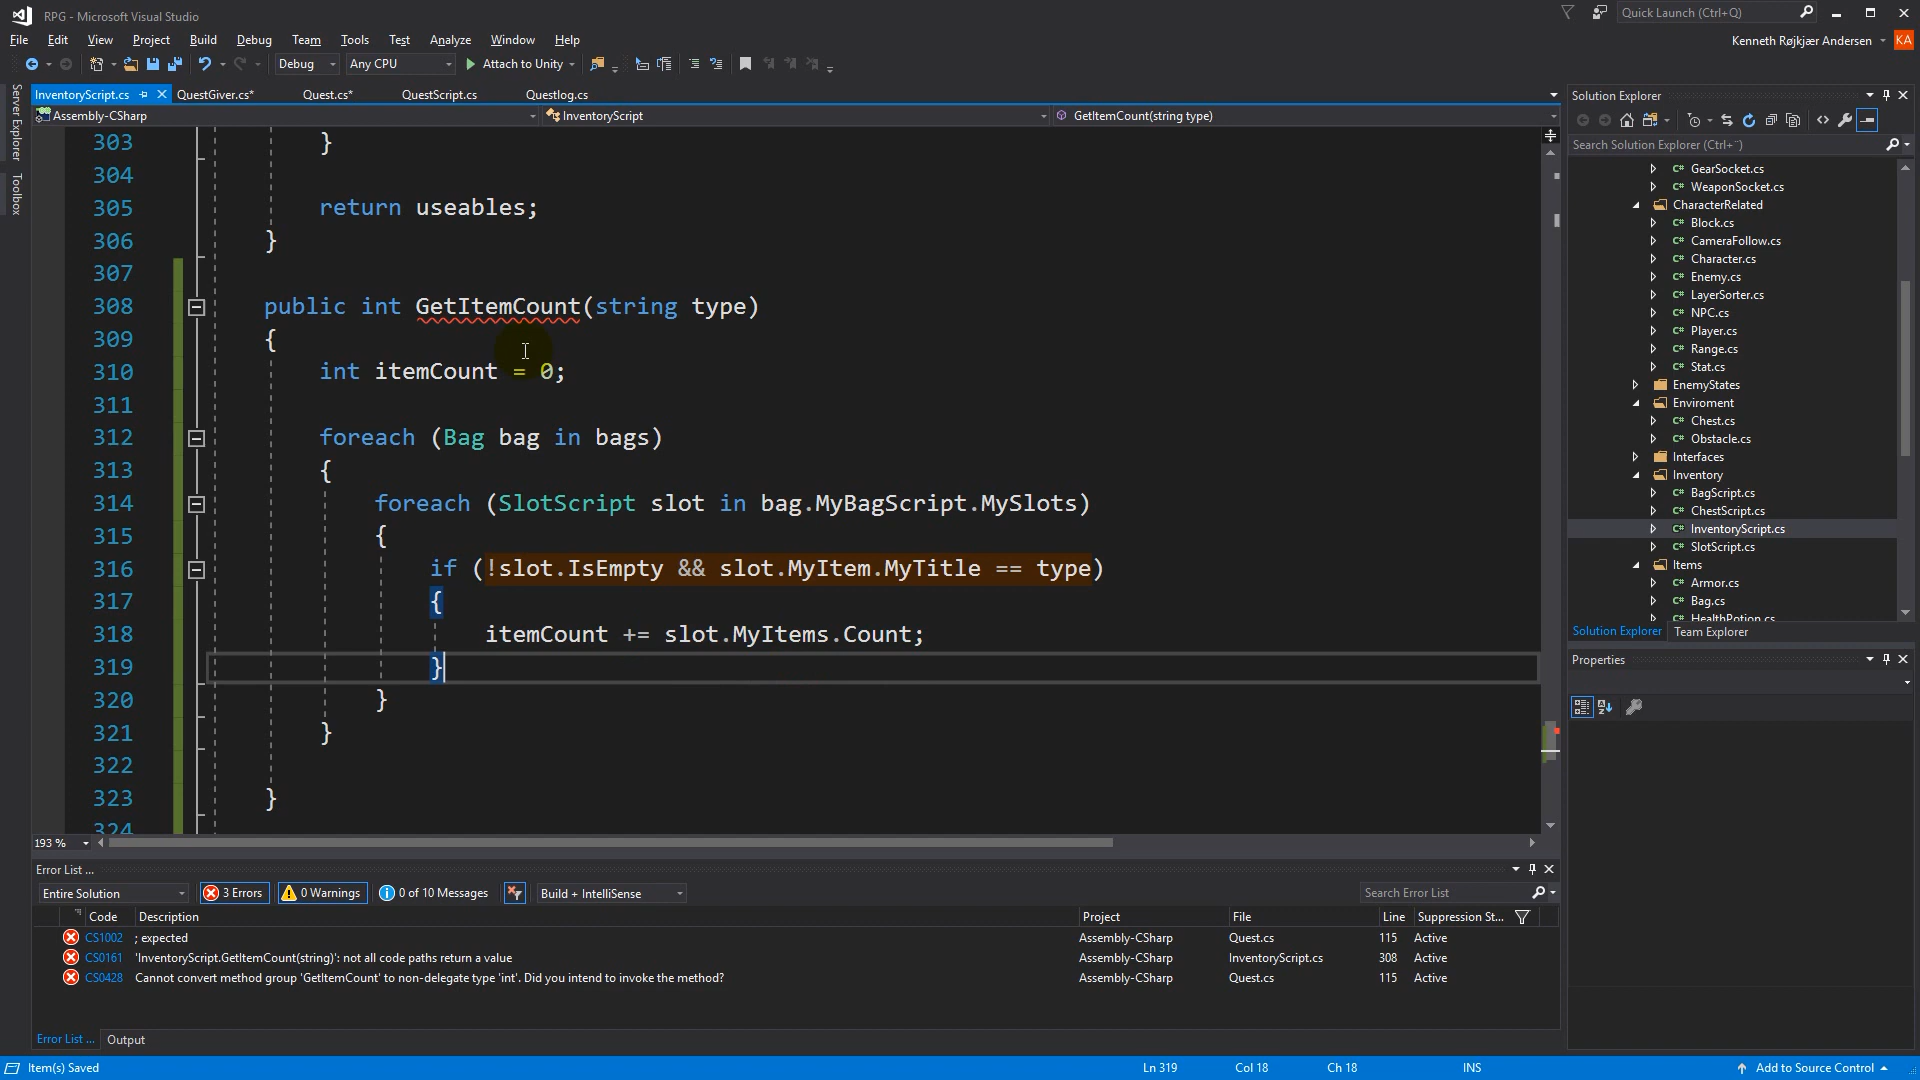 RPG - Microsoft Visual Studio
Quick Launch (Ctrl+Q)
File Edit View Project Build Debug Team Tools Test Analyze Window Help
Kenneth Røjkjær Andersen KA
Debug Any CPU Attach to Unity
Server Explorer
Toolbox
InventoryScript.cs QuestGiver.cs* Quest.cs* QuestScript.cs Questlog.cs
Assembly-CSharp InventoryScript GetItemCount(string type)
303 }
304
305 return useables;
306 }
307
308 public int GetItemCount(string type)
309 {
310 int itemCount = 0;
311
312 foreach (Bag bag in bags)
313 {
314 foreach (SlotScript slot in bag.MyBagScript.MySlots)
315 {
316 if (!slot.IsEmpty && slot.MyItem.MyTitle == type)
317 {
318 itemCount += slot.MyItems.Count;
319 }
320 }
321 }
322
323 }
324
193 %
Solution Explorer
Search Solution Explorer (Ctrl+¨)
C# GearSocket.cs
C# WeaponSocket.cs
CharacterRelated
C# Block.cs
C# CameraFollow.cs
C# Character.cs
C# Enemy.cs
C# LayerSorter.cs
C# NPC.cs
C# Player.cs
C# Range.cs
C# Stat.cs
EnemyStates
Enviroment
C# Chest.cs
C# Obstacle.cs
Interfaces
Inventory
C# BagScript.cs
C# ChestScript.cs
C# InventoryScript.cs
C# SlotScript.cs
Items
C# Armor.cs
C# Bag.cs
C# HealthPotion.cs
Solution Explorer Team Explorer
Properties
Error List ...
Entire Solution 3 Errors 0 Warnings 0 of 10 Messages Build + IntelliSense Search Error List
Code Description Project File Line Suppression St...
CS1002 ; expected Assembly-CSharp Quest.cs 115 Active
CS0161 'InventoryScript.GetItemCount(string)': not all code paths return a value Assembly-CSharp InventoryScript.cs 308 Active
CS0428 Cannot convert method group 'GetItemCount' to non-delegate type 'int'. Did you intend to invoke the method? Assembly-CSharp Quest.cs 115 Active
Error List ... Output
Item(s) Saved Ln 319 Col 18 Ch 18 INS Add to Source Control